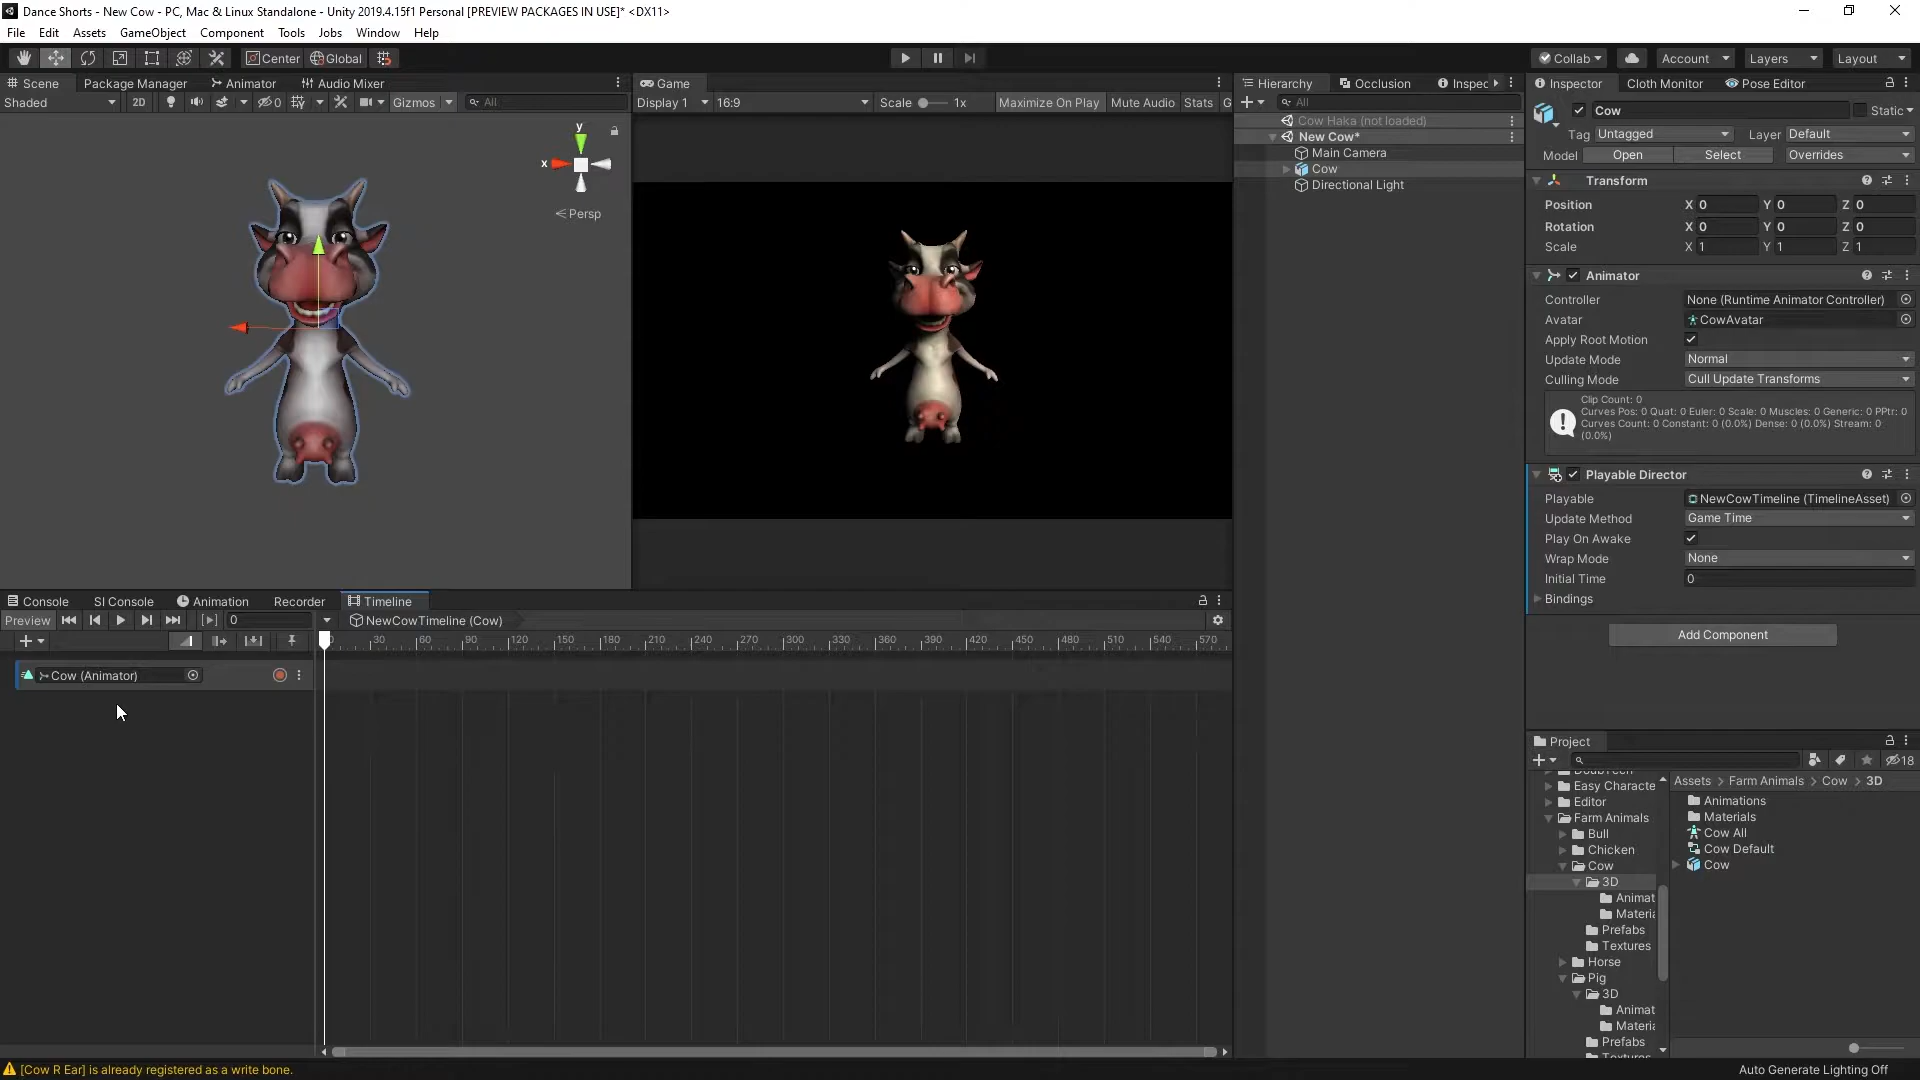 Dance Shorts - New Cow - PC, Mac & Linux Standalone - Unity 2019.4.15f1 Personal [PREVIEW PACKAGES IN USE]* <DX11>
File Edit Assets GameObject Component Tools Jobs Window Help
Center Global Collab Account Layers Layout
Scene Package Manager Animator Audio Mixer
Shaded 2D 0 Gizmos All
y
x
Persp
Game
Display 1 16:9 Scale 1x Maximize On Play Mute Audio Stats G
Hierarchy Occlusion Inspec
All
Cow Haka (not loaded)
New Cow*
Main Camera
Cow
Directional Light
Inspector Cloth Monitor Pose Editor
Cow Static
Tag Untagged Layer Default
Model Open Select Overrides
Transform
Position X 0 Y 0 Z 0
Rotation X 0 Y 0 Z 0
Scale X 1 Y 1 Z 1
Animator
Controller None (Runtime Animator Controller)
Avatar CowAvatar
Apply Root Motion
Update Mode Normal
Culling Mode Cull Update Transforms
Clip Count: 0
Curves Pos: 0 Quat: 0 Euler: 0 Scale: 0 Muscles: 0 Generic: 0 PPtr: 0
Curves Count: 0 Constant: 0 (0.0%) Dense: 0 (0.0%) Stream: 0
(0.0%)
Playable Director
Playable NewCowTimeline (TimelineAsset)
Update Method Game Time
Play On Awake
Wrap Mode None
Initial Time 0
Bindings
Add Component
Console SI Console Animation Recorder Timeline
Preview 0 NewCowTimeline (Cow)
30 60 90 120 150 180 210 240 270 300 330 360 390 420 450 480 510 540 570
Cow (Animator)
Project
18
Easy Characte
Editor
Farm Animals
Bull
Chicken
Cow
3D
Animat
Materia
Prefabs
Textures
Horse
Pig
3D
Animat
Materia
Prefabs
Assets > Farm Animals > Cow > 3D
Animations
Materials
Cow All
Cow Default
Cow
[Cow R Ear] is already registered as a write bone.
Auto Generate Lighting Off